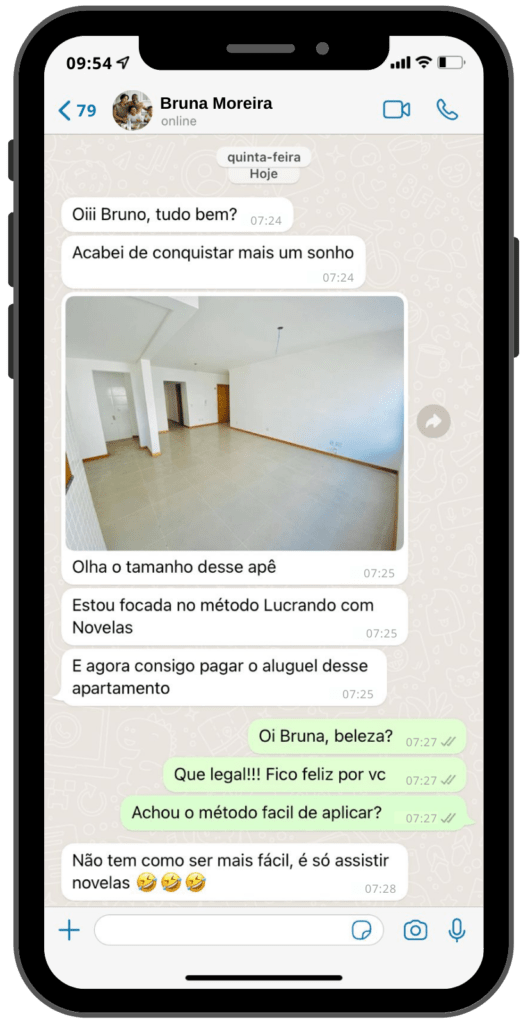 09:54
79
Bruna Moreira
online
quinta-feira
Hoje
Oiii Bruno, tudo bem? 07:24
Acabei de conquistar mais um sonho
07:24
Olha o tamanho desse apê 07:25
Estou focada no método Lucrando com
Novelas 07:25
E agora consigo pagar o aluguel desse
apartamento 07:25
Oi Bruna, beleza? 07:27
Que legal!!! Fico feliz por vc 07:27
Achou o método facil de aplicar? 07:27
Não tem como ser mais fácil, é só assistir
novelas 🤣🤣🤣 07:28